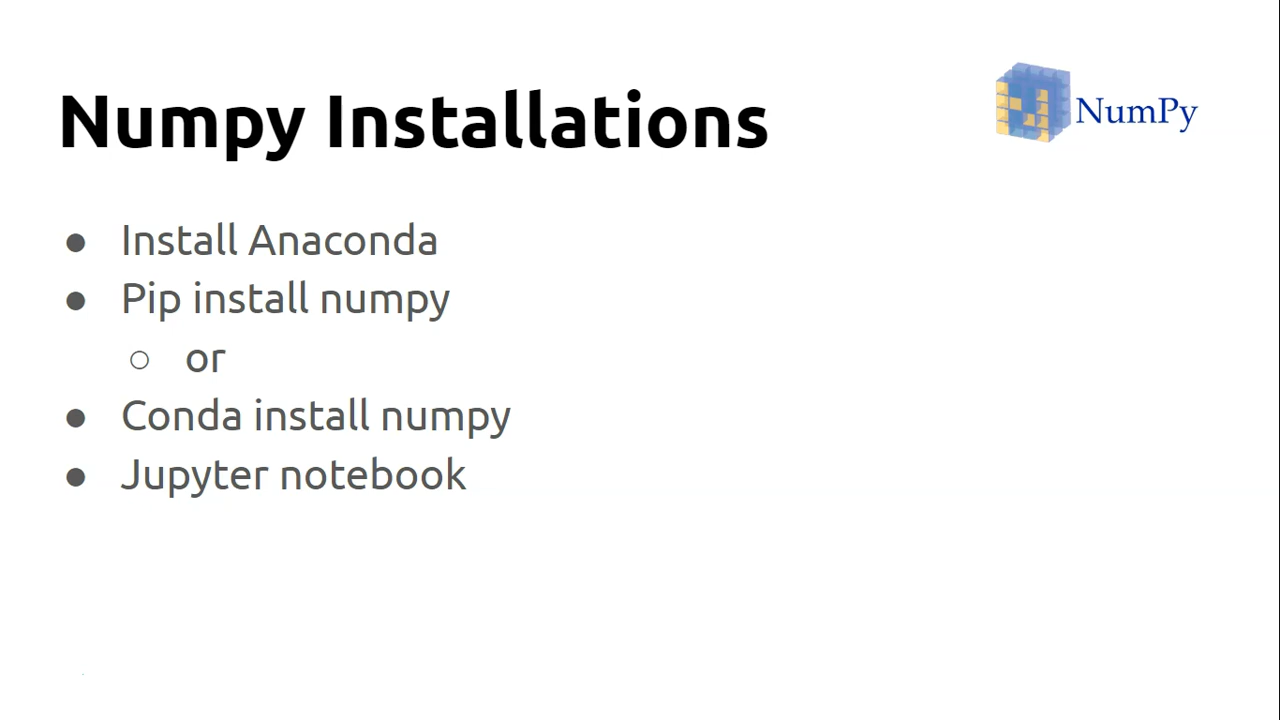 Numpy Installations
NumPy
● Install Anaconda
● Pip install numpy
○ or
● Conda install numpy
● Jupyter notebook